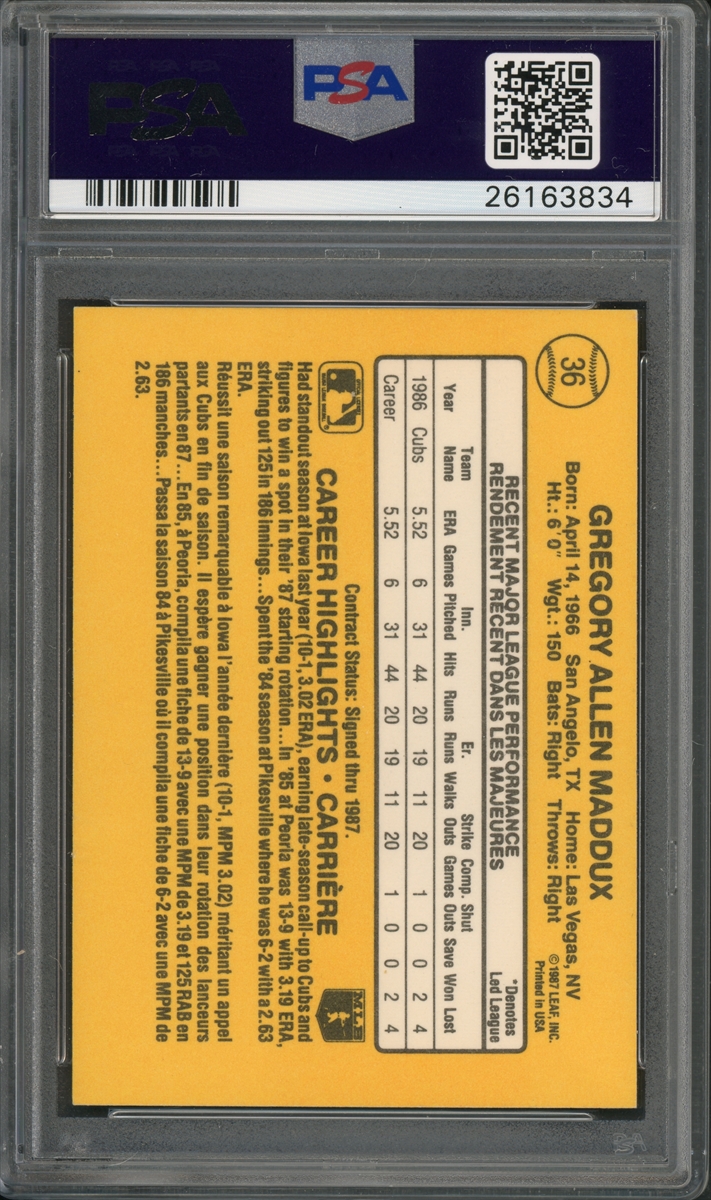 PSA
PSA
26163834
36
GREGORY ALLEN MADDUX
Born: April 14, 1966 San Angelo, TX Home: Las Vegas, NV
Ht.: 6'0" Wgt.: 150 Bats: Right Throws: Right
©1987 LEAF, INC.
Printed in USA
RECENT MAJOR LEAGUE PERFORMANCE
RENDEMENT RÉCENT DANS LES MAJEURES
*Denotes
Led League
Team Inn. Er. Strike Comp. Shut
Year Name ERA Games Pitched Hits Runs Runs Walks Outs Games Outs Save Won Lost
1986 Cubs 5.52 6 31 44 20 19 11 20 1 0 0 2 4
Career 5.52 6 31 44 20 19 11 20 1 0 0 2 4
Contract Status: Signed thru 1987.
CAREER HIGHLIGHTS • CARRIÈRE
MLB
Had standout season at Iowa last year (10-1, 3.02 ERA), earning late-season call-up to Cubs and
figures to win a spot in their '87 starting rotation...In '85 at Peoria was 13-9 with 3.19 ERA,
striking out 125 in 186 innings...Spent the '84 season at Pikesville where he was 6-2 with a 2.63
ERA.
Réussit une saison remarquable à Iowa l'année dernière (10-1, MPM 3.02) méritant un appel
aux Cubs en fin de saison. Il espère gagner une position dans leur rotation des lanceurs
partants en 87...En 85, à Peoria, compila une fiche de 13-9 avec une MPM de 3.19 et 125 RAB en
186 manches...Passa la saison 84 à Pikesville où il compila une fiche de 6-2 avec une MPM de
2.63.